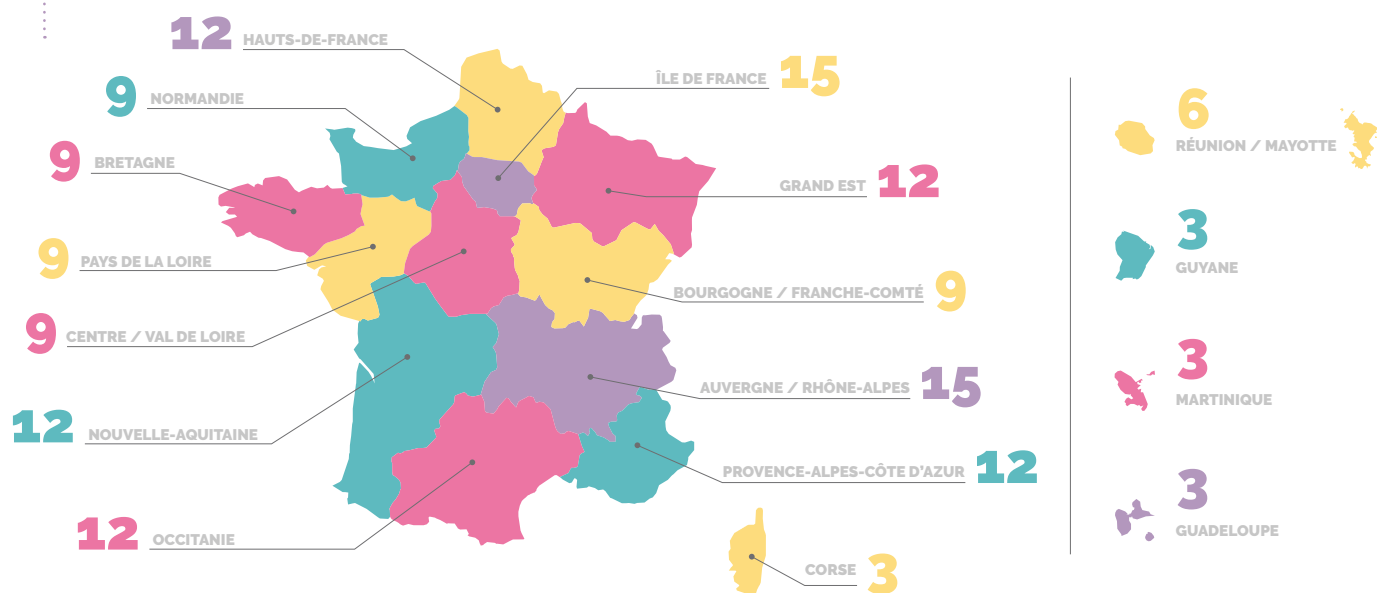 12 HAUTS-DE-FRANCE
ÎLE DE FRANCE 15
9 NORMANDIE
9 BRETAGNE
GRAND EST 12
9 PAYS DE LA LOIRE
BOURGOGNE / FRANCHE-COMTÉ 9
9 CENTRE / VAL DE LOIRE
AUVERGNE / RHÔNE-ALPES 15
12 NOUVELLE-AQUITAINE
PROVENCE-ALPES-CÔTE D'AZUR 12
12 OCCITANIE
CORSE 3
6
RÉUNION / MAYOTTE
3
GUYANE
3
MARTINIQUE
3
GUADELOUPE